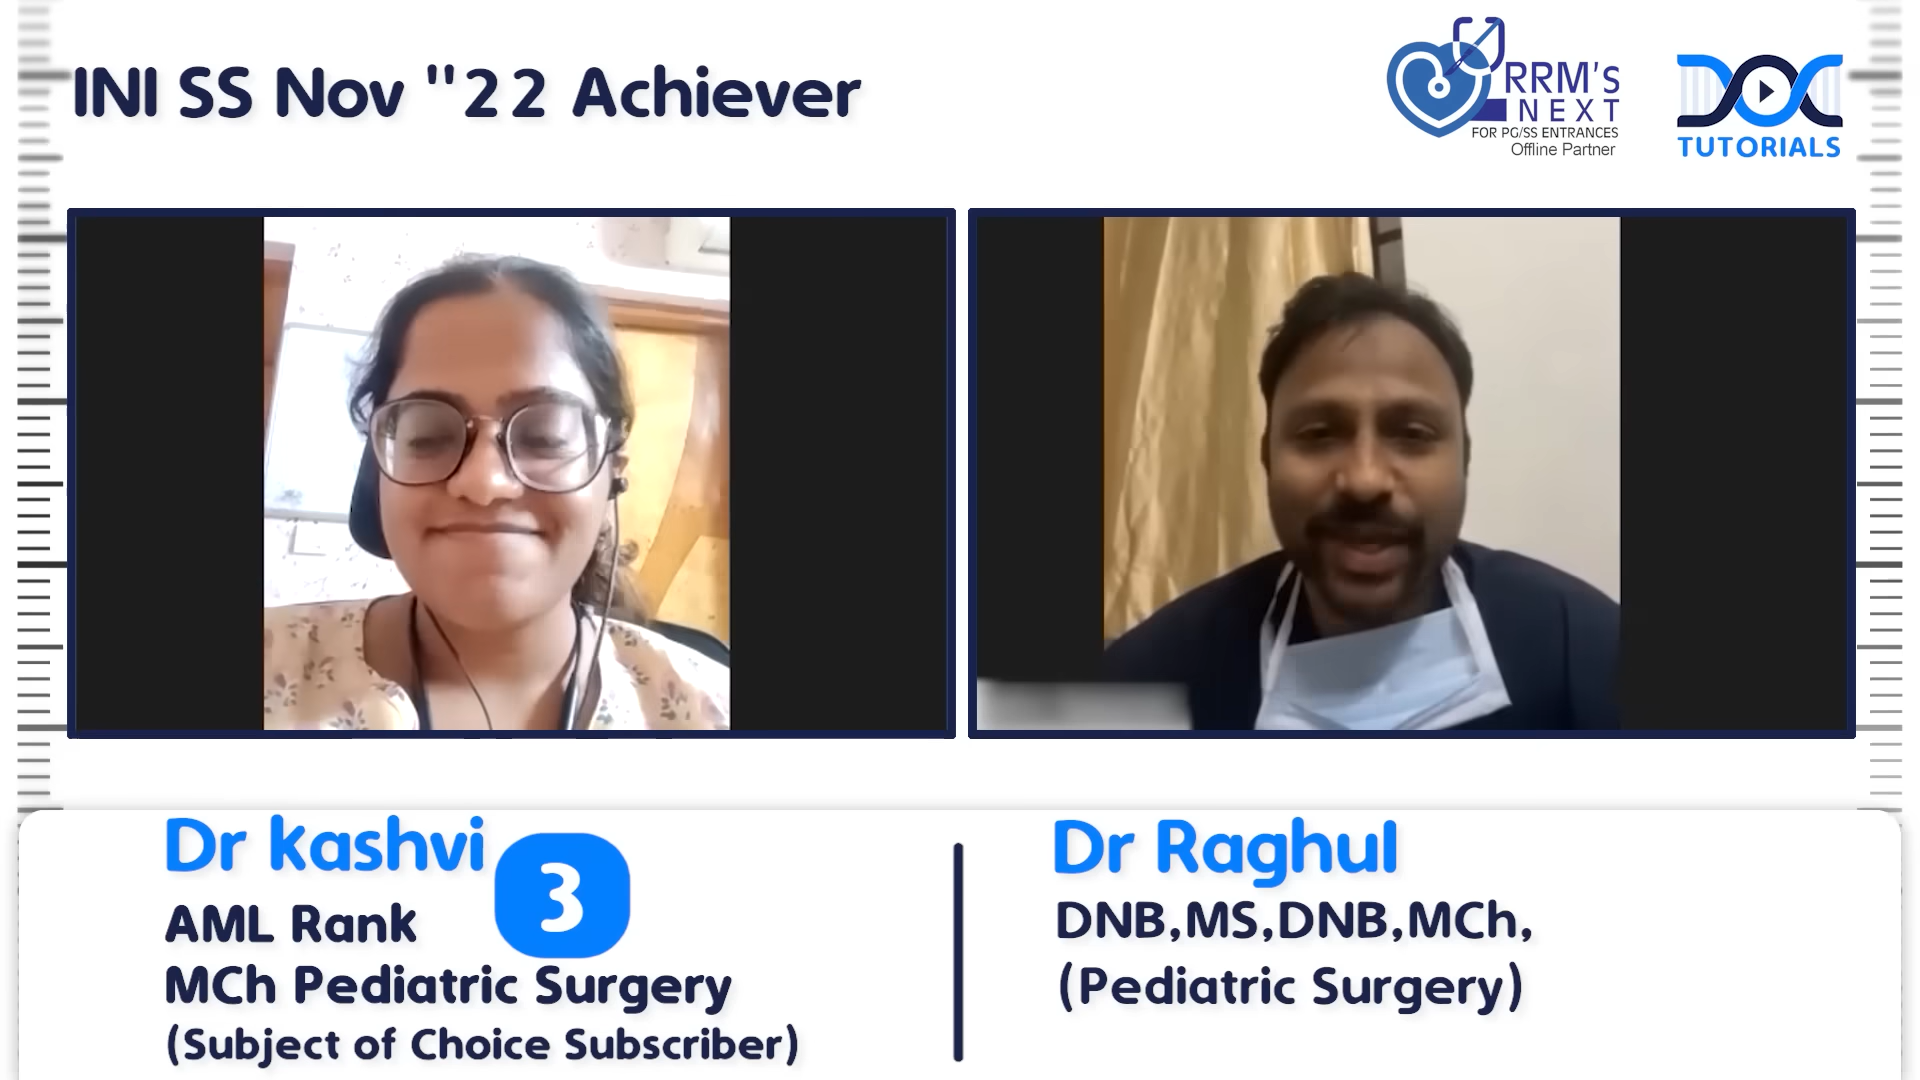 INI SS Nov "22 Achiever
RRM'S
NEXT
FOR PG/SS ENTRANCES
Offline Partner
TUTORIALS
Dr kashvi
3
AML Rank
MCh Pediatric Surgery
(Subject of Choice Subscriber)
Dr Raghul
DNB,MS,DNB,MCh,
(Pediatric Surgery)